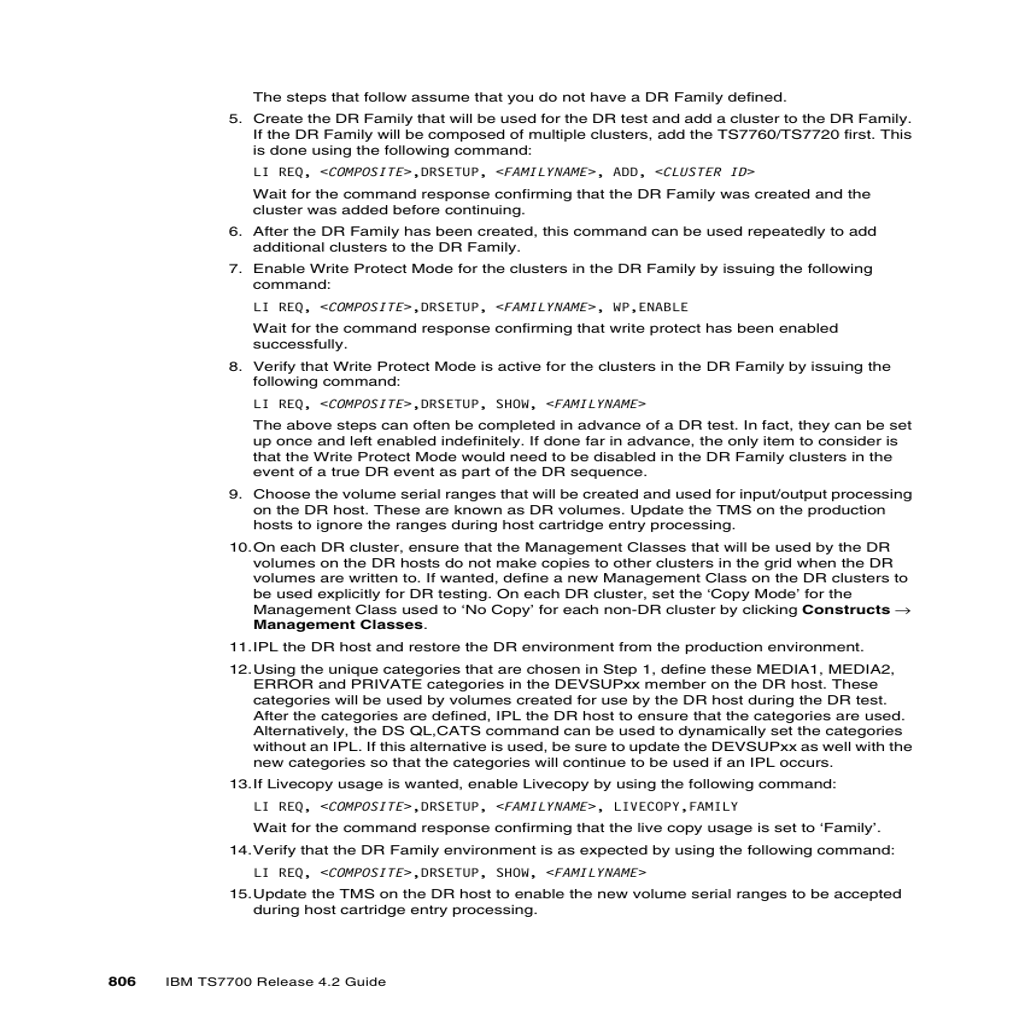 The steps that follow assume that you do not have a DR Family defined.
5. Create the DR Family that will be used for the DR test and add a cluster to the DR Family.
If the DR Family will be composed of multiple clusters, add the TS7760/TS7720 first. This
is done using the following command:
LI REQ, <COMPOSITE>,DRSETUP, <FAMILYNAME>, ADD, <CLUSTER ID>
Wait for the command response confirming that the DR Family was created and the
cluster was added before continuing.
6. After the DR Family has been created, this command can be used repeatedly to add
additional clusters to the DR Family.
7. Enable Write Protect Mode for the clusters in the DR Family by issuing the following
command:
LI REQ, <COMPOSITE>,DRSETUP, <FAMILYNAME>, WP,ENABLE
Wait for the command response confirming that write protect has been enabled
successfully.
8. Verify that Write Protect Mode is active for the clusters in the DR Family by issuing the
following command:
LI REQ, <COMPOSITE>,DRSETUP, SHOW, <FAMILYNAME>
The above steps can often be completed in advance of a DR test. In fact, they can be set
up once and left enabled indefinitely. If done far in advance, the only item to consider is
that the Write Protect Mode would need to be disabled in the DR Family clusters in the
event of a true DR event as part of the DR sequence.
9. Choose the volume serial ranges that will be created and used for input/output processing
on the DR host. These are known as DR volumes. Update the TMS on the production
hosts to ignore the ranges during host cartridge entry processing.
10.On each DR cluster, ensure that the Management Classes that will be used by the DR
volumes on the DR hosts do not make copies to other clusters in the grid when the DR
volumes are written to. If wanted, define a new Management Class on the DR clusters to
be used explicitly for DR testing. On each DR cluster, set the ‘Copy Mode’ for the
Management Class used to ‘No Copy’ for each non-DR cluster by clicking Constructs →
Management Classes.
11.IPL the DR host and restore the DR environment from the production environment.
12.Using the unique categories that are chosen in Step 1, define these MEDIA1, MEDIA2,
ERROR and PRIVATE categories in the DEVSUPxx member on the DR host. These
categories will be used by volumes created for use by the DR host during the DR test.
After the categories are defined, IPL the DR host to ensure that the categories are used.
Alternatively, the DS QL,CATS command can be used to dynamically set the categories
without an IPL. If this alternative is used, be sure to update the DEVSUPxx as well with the
new categories so that the categories will continue to be used if an IPL occurs.
13.If Livecopy usage is wanted, enable Livecopy by using the following command:
LI REQ, <COMPOSITE>,DRSETUP, <FAMILYNAME>, LIVECOPY,FAMILY
Wait for the command response confirming that the live copy usage is set to ‘Family’.
14.Verify that the DR Family environment is as expected by using the following command:
LI REQ, <COMPOSITE>,DRSETUP, SHOW, <FAMILYNAME>
15.Update the TMS on the DR host to enable the new volume serial ranges to be accepted
during host cartridge entry processing.
806 IBM TS7700 Release 4.2 Guide